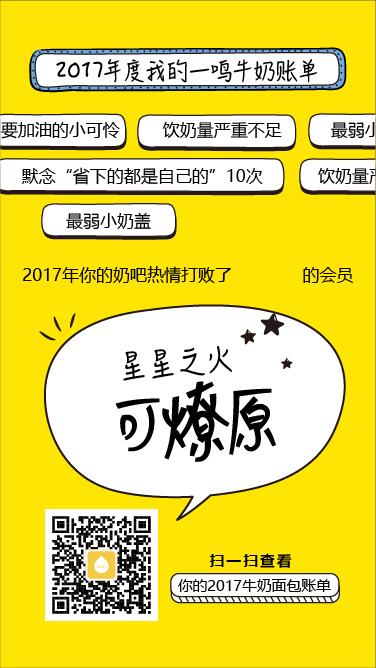 2017年度我的一鸣牛奶账单
要加油的小可怜 饮奶量严重不足 最弱小
默念“省下的都是自己的”10次 饮奶量严
最弱小奶盖
2017年你的奶吧热情打败了 的会员
星星之火
可燎原
扫一扫查看
你的2017牛奶面包账单